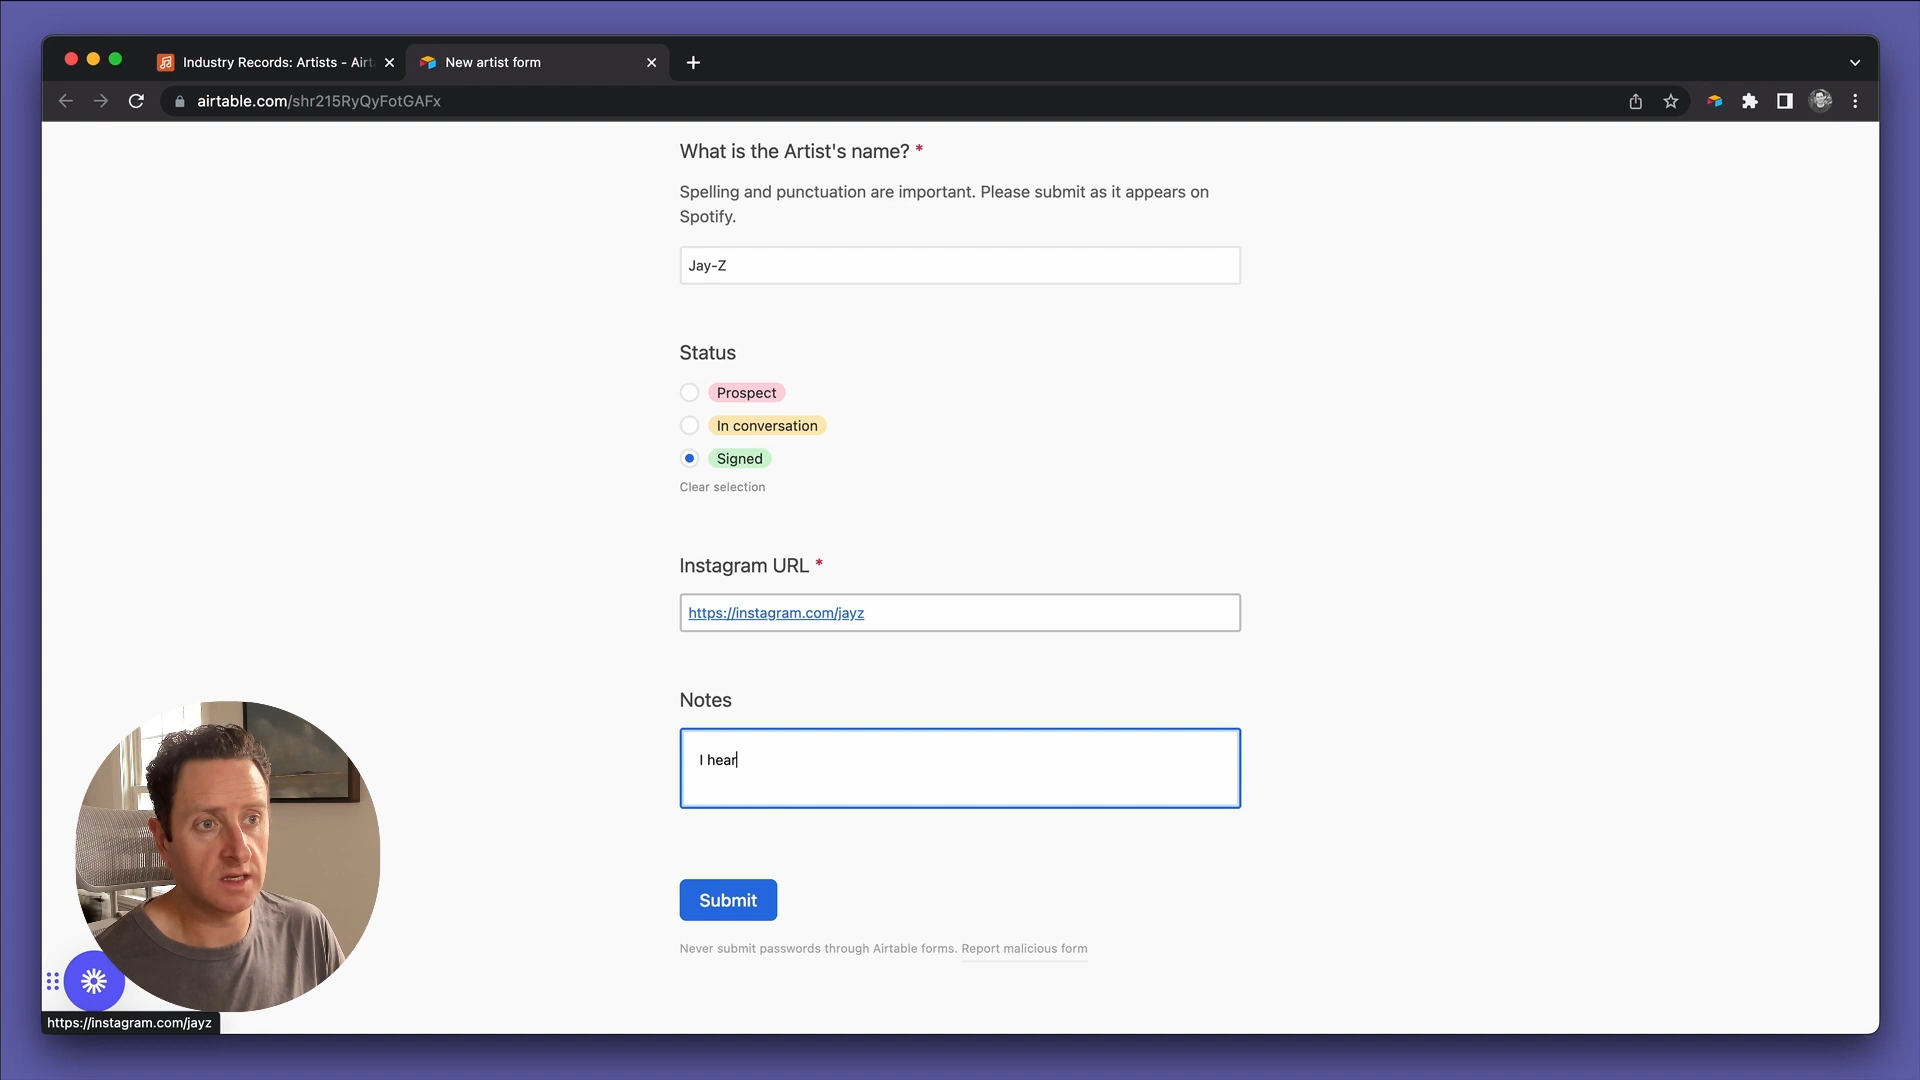 Industry Records: Artists - Airt
New artist form
airtable.com/shr215RyQyFotGAFx
What is the Artist's name? *
Spelling and punctuation are important. Please submit as it appears on
Spotify.
Jay-Z
Status
Prospect
In conversation
Signed
Clear selection
Instagram URL *
https://instagram.com/jayz
Notes
I hear
Submit
Never submit passwords through Airtable forms. Report malicious form
https://instagram.com/jayz